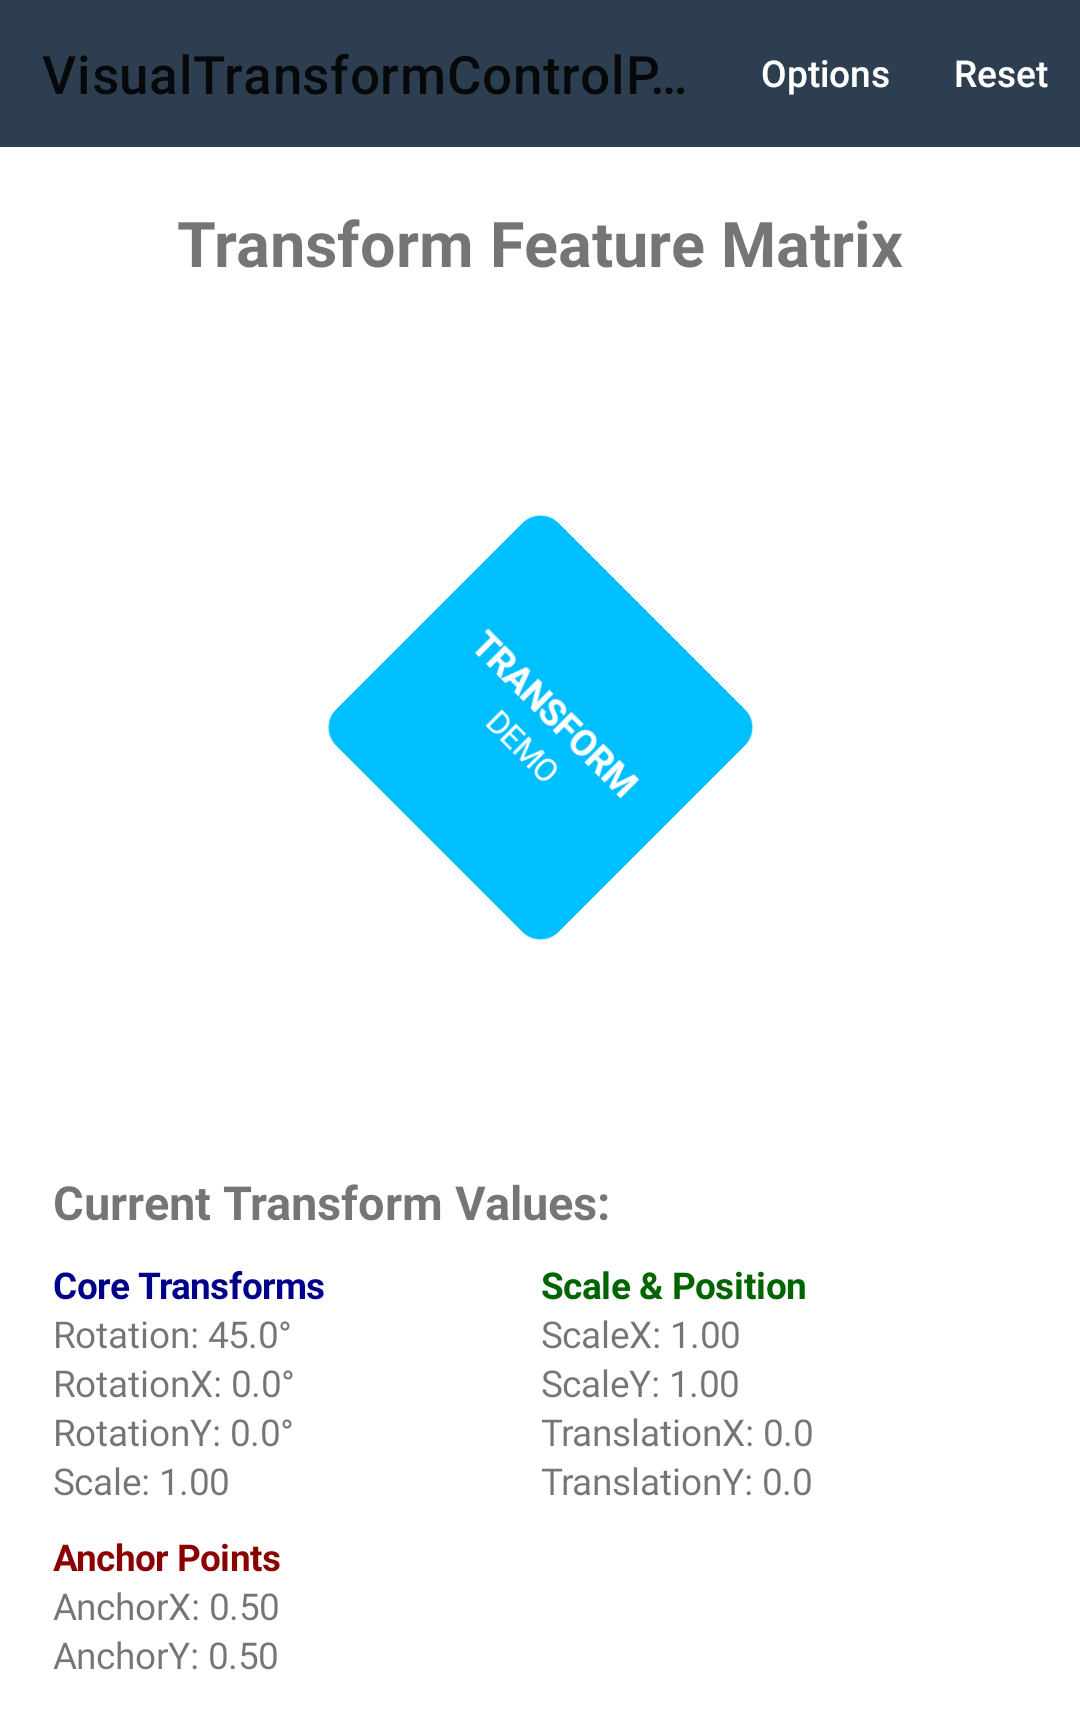 VisualTransformControlP...
Options
Reset
Transform Feature Matrix
TRANSFORM
DEMO
Current Transform Values:
Core Transforms
Rotation: 45.0°
RotationX: 0.0°
RotationY: 0.0°
Scale: 1.00
Scale & Position
ScaleX: 1.00
ScaleY: 1.00
TranslationX: 0.0
TranslationY: 0.0
Anchor Points
AnchorX: 0.50
AnchorY: 0.50